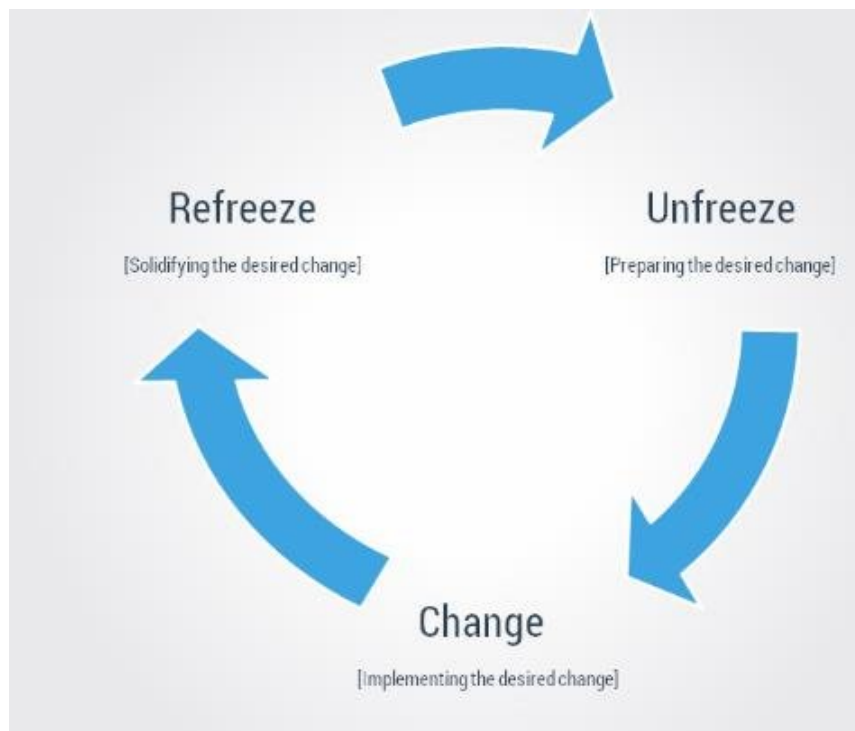 Refreeze
[Solidifying the desired change]
Unfreeze
[Preparing the desired change]
Change
[Implementing the desired change]